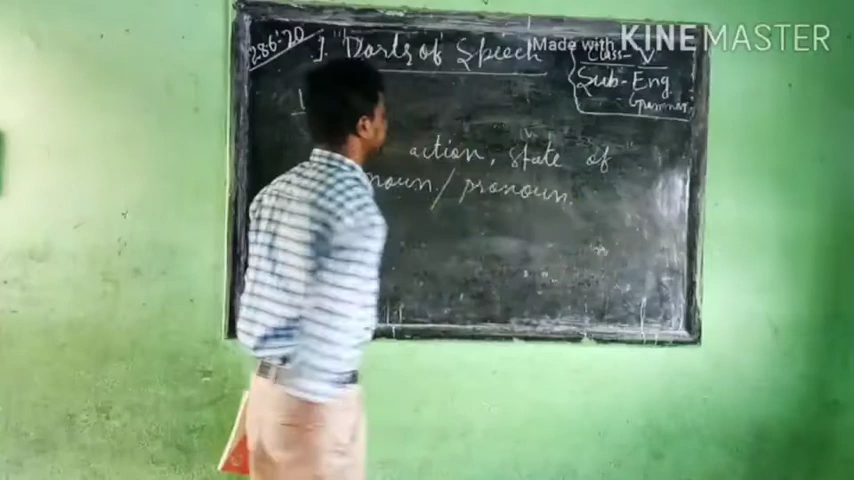 28·6·20
1 "Parts of Speech"
Class - V
Sub - Eng
Grammar
action, state of
noun/pronoun.
Made with KINEMASTER